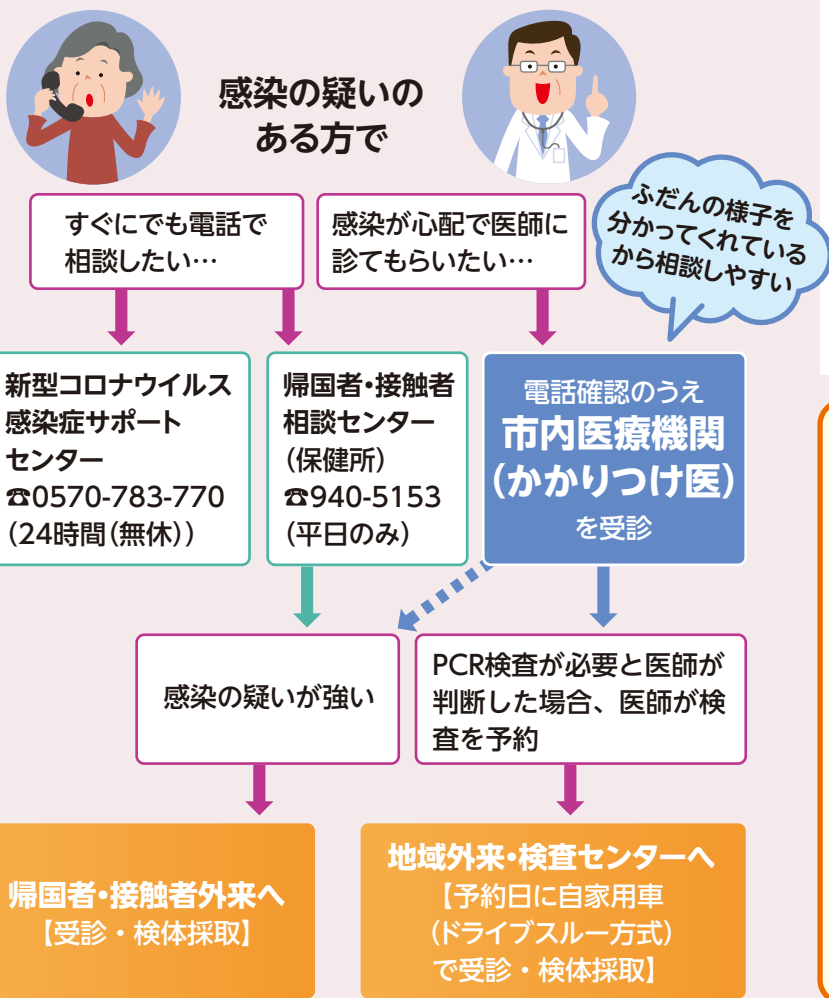 感染の疑いの
ある方で
すぐにでも電話で
相談したい…
感染が心配で医師に
診てもらいたい…
ふだんの様子を
分かってくれている
から相談しやすい
新型コロナウイルス
感染症サポート
センター
☎0570-783-770
(24時間(無休))
帰国者・接触者
相談センター
(保健所)
☎940-5153
(平日のみ)
電話確認のうえ
市内医療機関
(かかりつけ医)
を受診
感染の疑いが強い
PCR検査が必要と医師が
判断した場合、医師が検
査を予約
帰国者・接触者外来へ
【受診・検体採取】
地域外来・検査センターへ
【予約日に自家用車
(ドライブスルー方式)
で受診・検体採取】